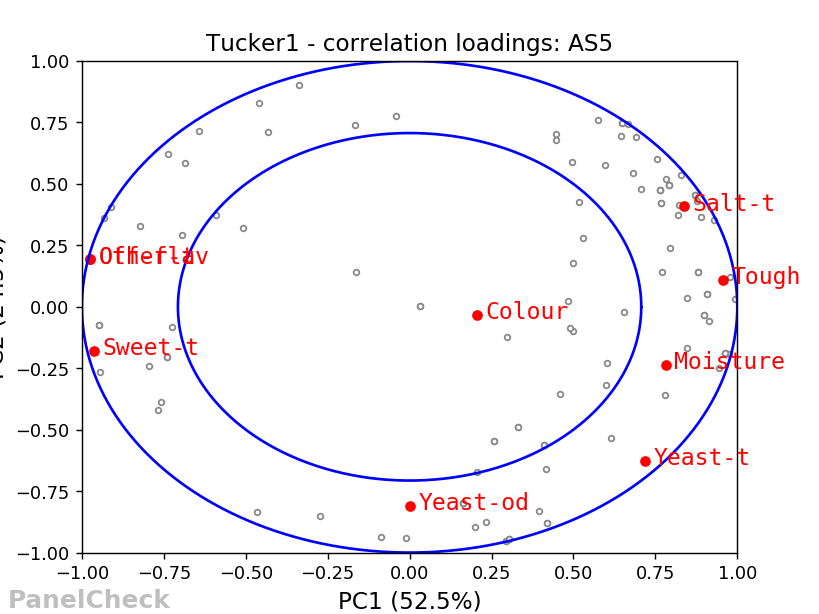 Tucker1 - correlation loadings: AS5
1.00
0.75
0.50
Salt-t
0.25
Tough
0.00
Colour
Sweet-t
−0.25
Moisture
−0.50
Yeast-t
−0.75
Yeast-od
−1.00
−1.00 −0.75 −0.50 −0.25 0.00 0.25 0.50 0.75 1.00
PC1 (52.5%)
PanelCheck